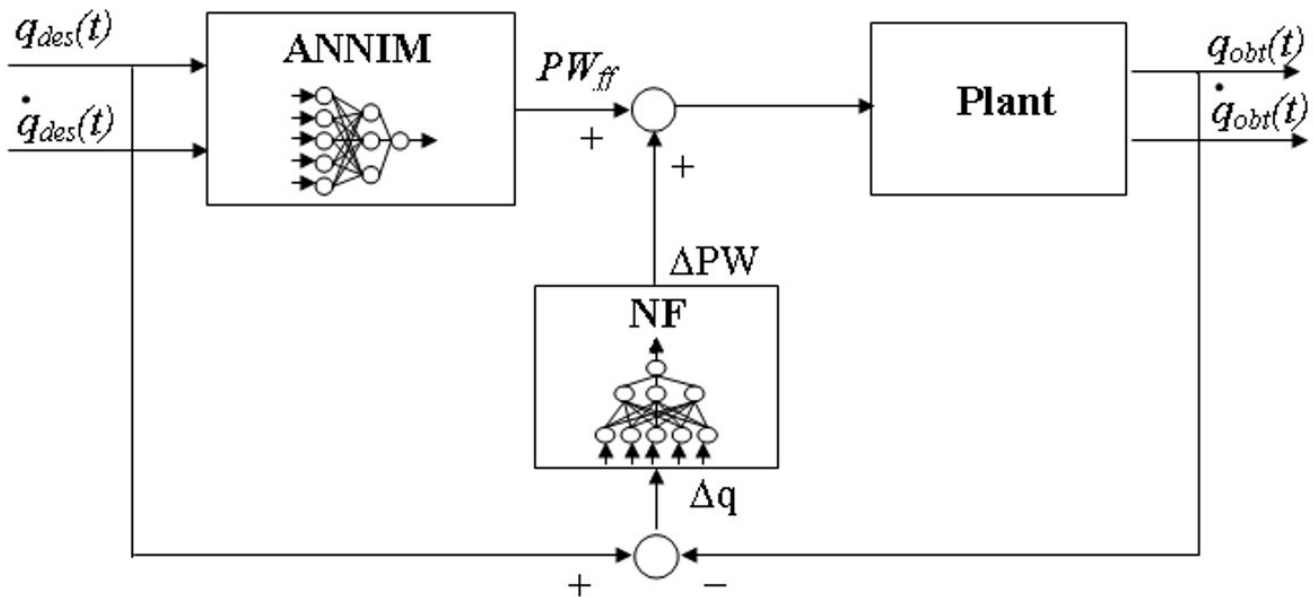 q_des(t)
ANNIM
PW_ff
Plant
q_obt(t)
q̇_des(t)
q̇_obt(t)
+
+
ΔPW
NF
Δq
+
−